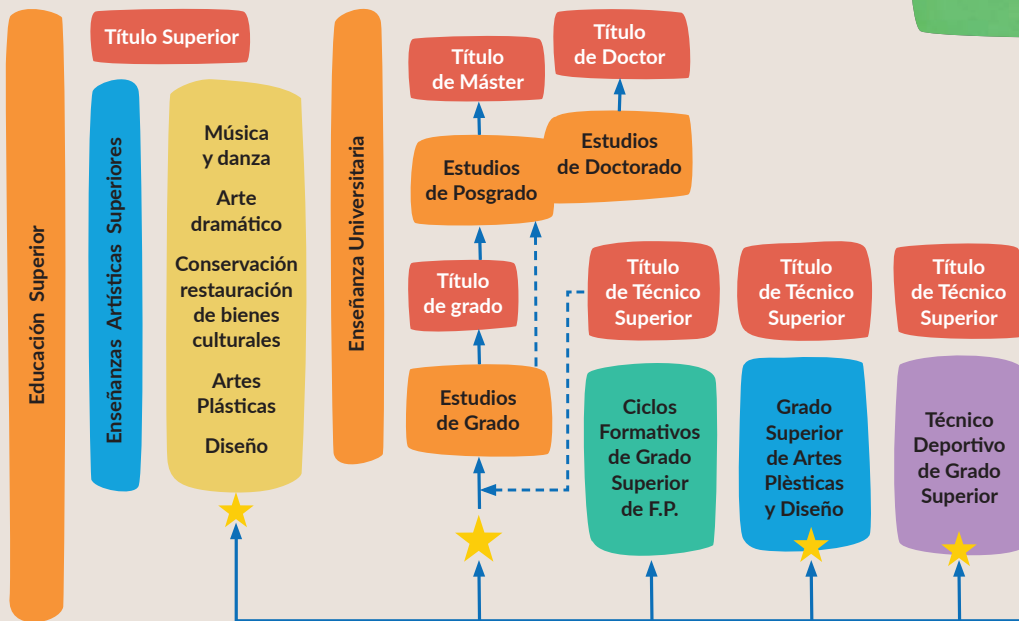 Educación Superior
Título Superior
Enseñanzas Artísticas Superiores
Música
y danza
Arte
dramático
Conservación
restauración
de bienes
culturales
Artes
Plásticas
Diseño
Enseñanza Universitaria
Título
de Máster
Título
de Doctor
Estudios
de Posgrado
Estudios
de Doctorado
Título
de grado
Estudios
de Grado
Título
de Técnico
Superior
Título
de Técnico
Superior
Título
de Técnico
Superior
Ciclos
Formativos
de Grado
Superior
de F.P.
Grado
Superior
de Artes
Plèsticas
y Diseño
Técnico
Deportivo
de Grado
Superior